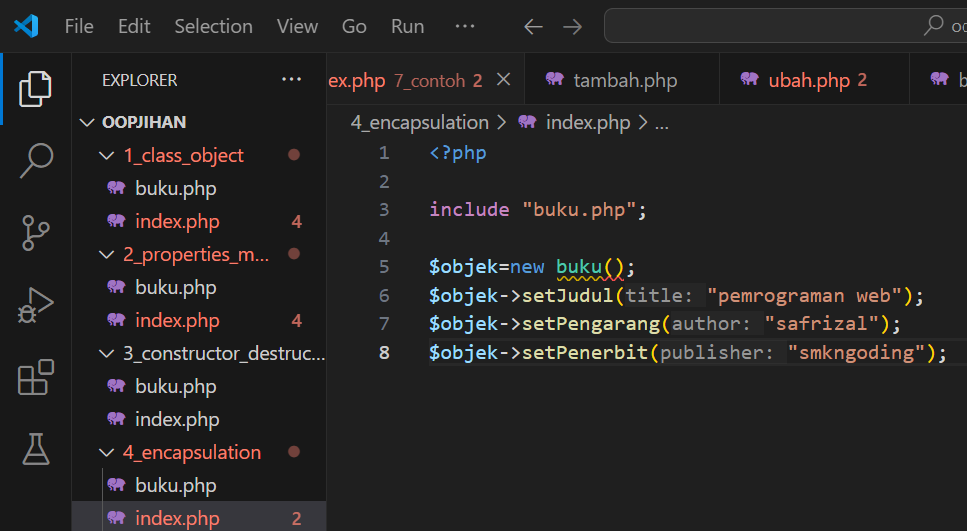 File Edit Selection View Go Run ··· ← →
EXPLORER ···
ex.php 7_contoh 2 × tambah.php ubah.php 2
OOPJIHAN
4_encapsulation > index.php > ...
1_class_object
buku.php
index.php 4
2_properties_m...
buku.php
index.php 4
3_constructor_destruc...
buku.php
index.php
4_encapsulation
buku.php
index.php 2
1 <?php
2
3 include "buku.php";
4
5 $objek=new buku();
6 $objek->setJudul(title: "pemrograman web");
7 $objek->setPengarang(author: "safrizal");
8 $objek->setPenerbit(publisher: "smkngoding");